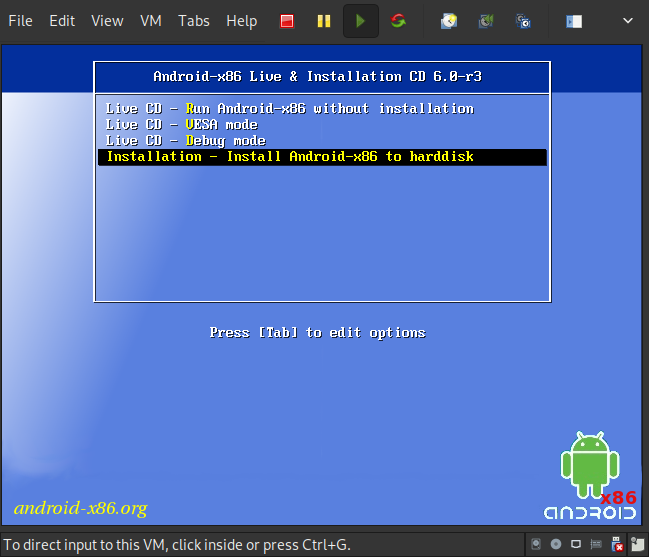 File Edit View VM Tabs Help
Android-x86 Live & Installation CD 6.0-r3
Live CD - Run Android-x86 without installation
Live CD - VESA mode
Live CD - Debug mode
Installation - Install Android-x86 to harddisk
Press [Tab] to edit options
x86
android-x86.org
ANDROID
To direct input to this VM, click inside or press Ctrl+G.